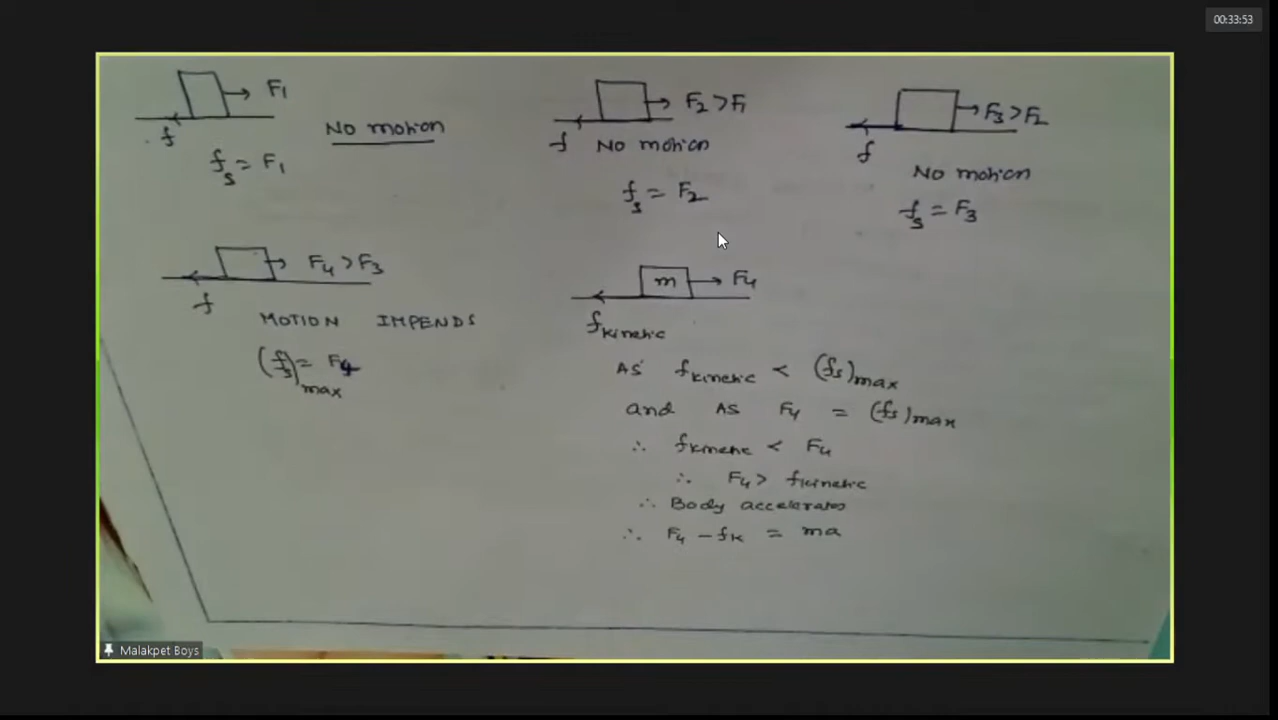 00:33:53
F1
f
No motion
fs = F1
F2 > F1
f
No motion
fs = F2
F3 > F2
f
No motion
fs = F3
F4 > F3
f
MOTION IMPENDS
(fs)max = F4
m
F4
fkinetic
As fkinetic < (fs)max
and As F4 = (fs)max
∴ fkinetic < F4
∴ F4 > fkinetic
∴ Body accelerates
∴ F4 - fK = ma
Malakpet Boys